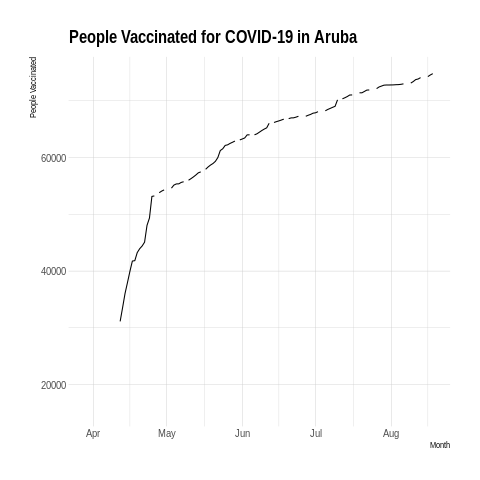 People Vaccinated for COVID-19 in Aruba
People Vaccinated
60000
40000
20000
Apr May Jun Jul Aug
Month